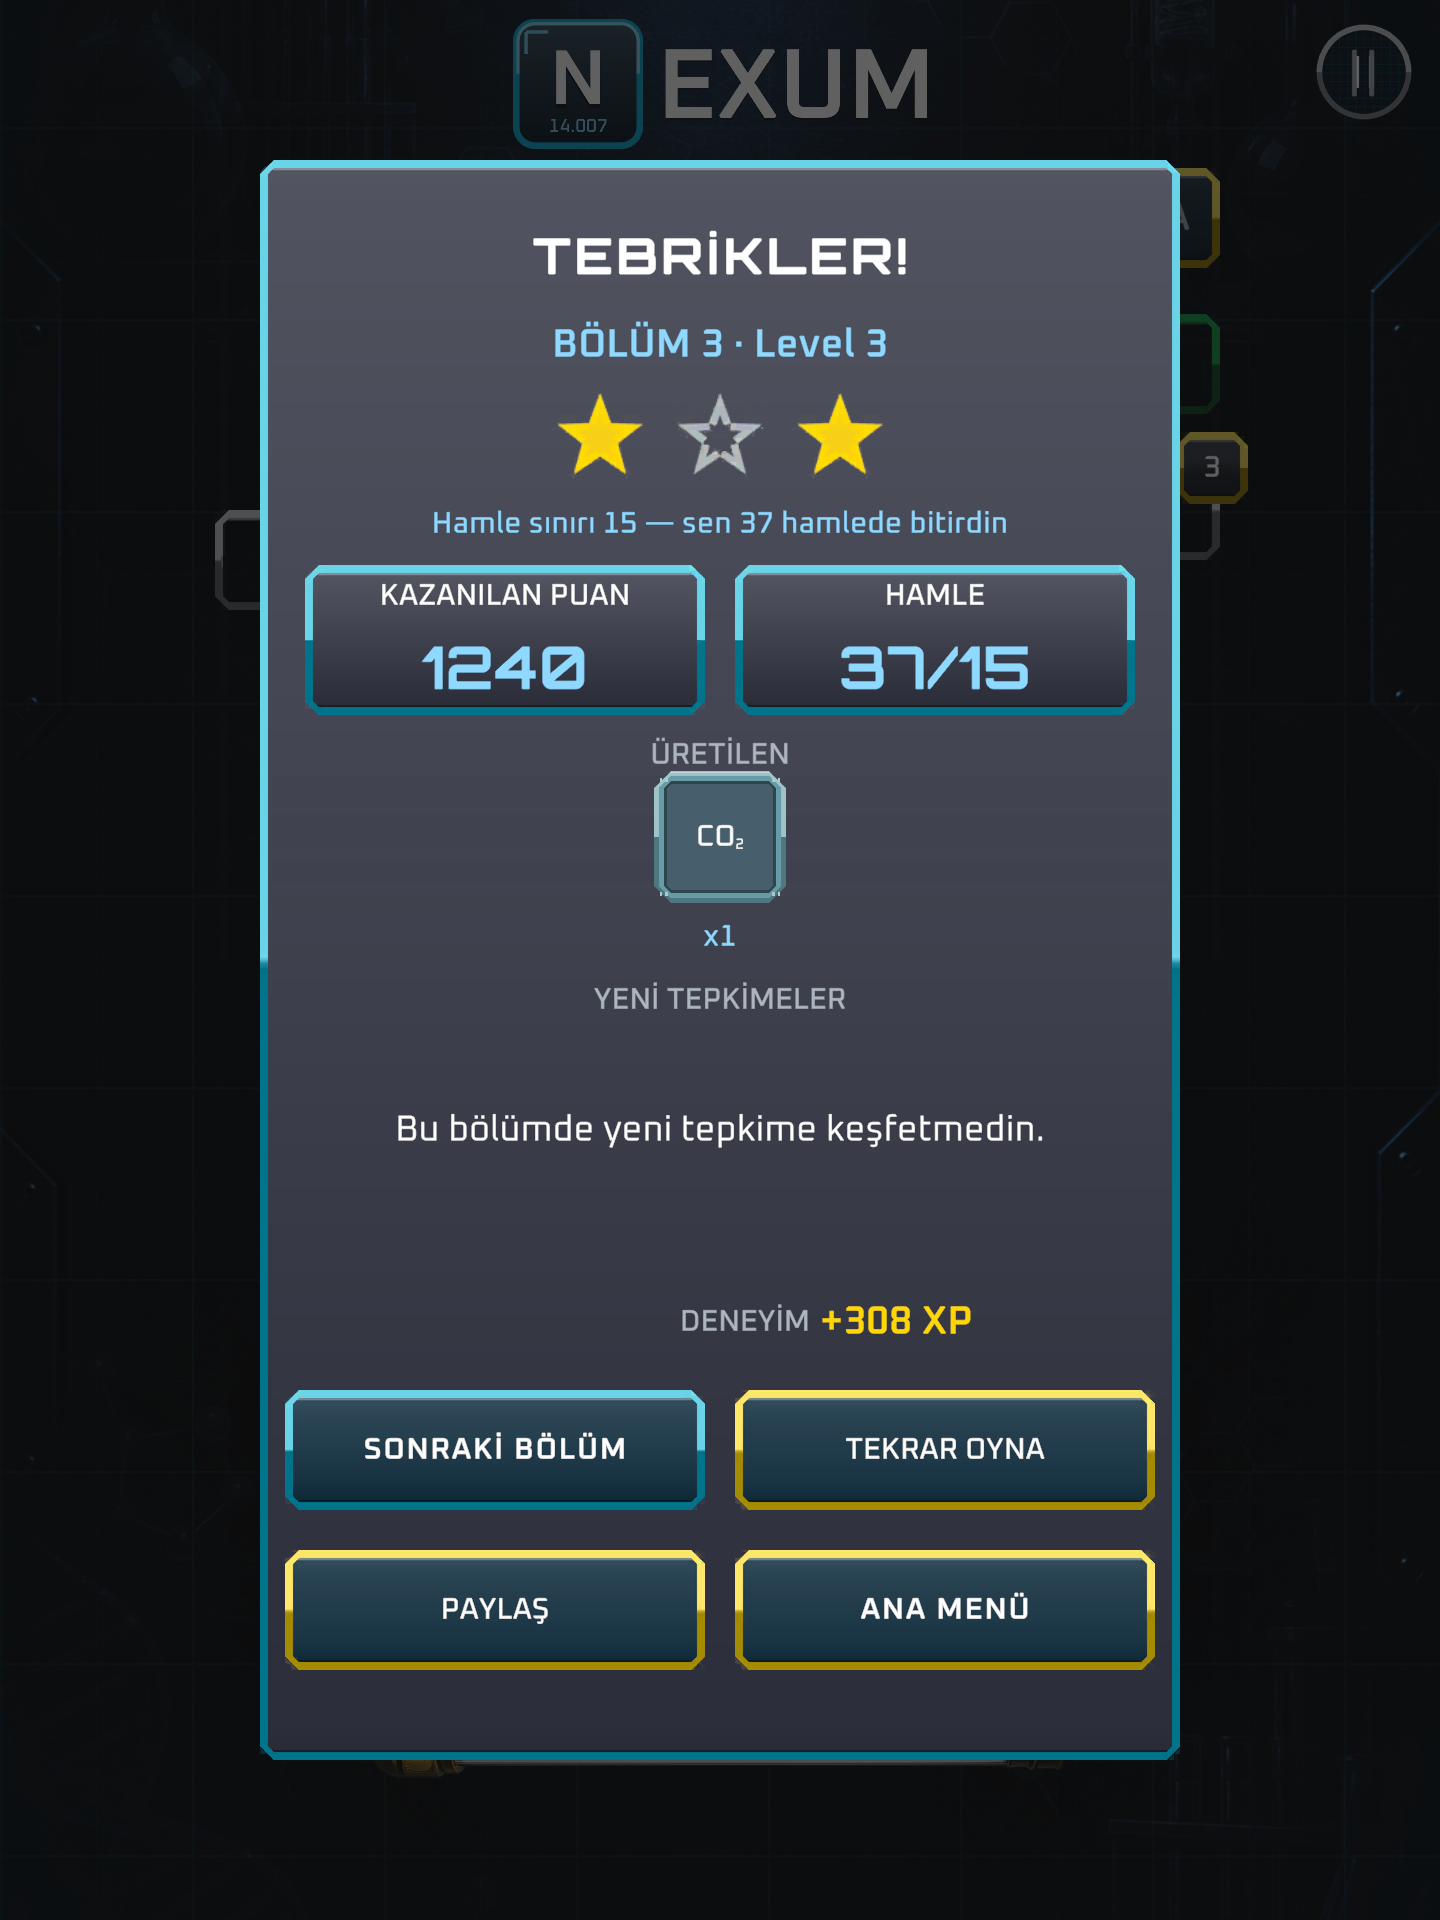 N EXUM
14.007
A
TEBRİKLER!
BÖLÜM 3 · Level 3
3
Hamle sınırı 15 — sen 37 hamlede bitirdin
KAZANILAN PUAN
1240
HAMLE
37/15
ÜRETİLEN
CO₂
x1
YENİ TEPKİMELER
Bu bölümde yeni tepkime keşfetmedin.
DENEYİM +308 XP
SONRAKİ BÖLÜM
TEKRAR OYNA
PAYLAŞ
ANA MENÜ